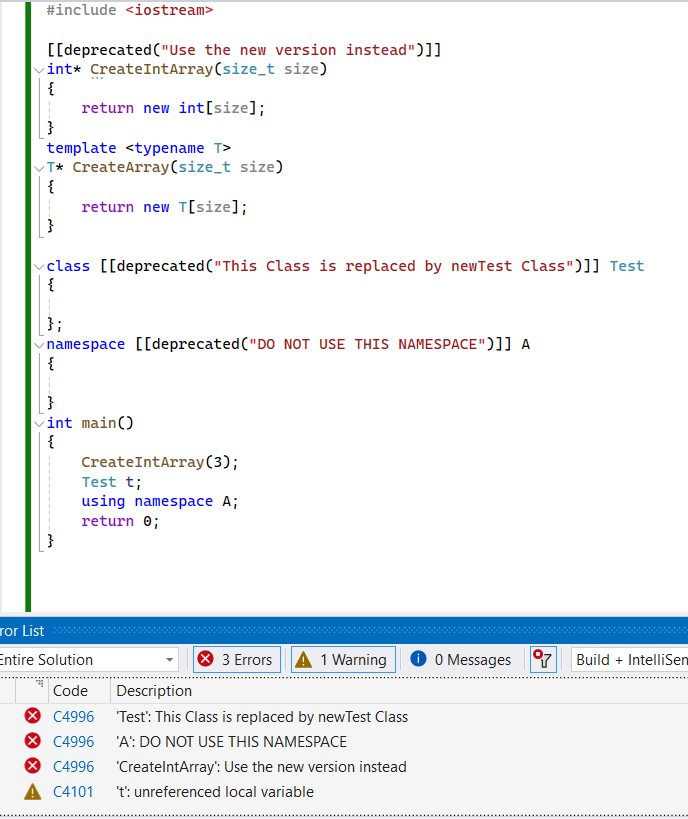 #include <iostream>
[[deprecated("Use the new version instead")]]
int* CreateIntArray(size_t size)
{
    return new int[size];
}
template <typename T>
T* CreateArray(size_t size)
{
    return new T[size];
}
class [[deprecated("This Class is replaced by newTest Class")]] Test
{
};
namespace [[deprecated("DO NOT USE THIS NAMESPACE")]] A
{
}
int main()
{
    CreateIntArray(3);
    Test t;
    using namespace A;
    return 0;
}
ror List
Entire Solution 3 Errors 1 Warning 0 Messages Build + IntelliSen
Code Description
C4996 'Test': This Class is replaced by newTest Class
C4996 'A': DO NOT USE THIS NAMESPACE
C4996 'CreateIntArray': Use the new version instead
C4101 't': unreferenced local variable